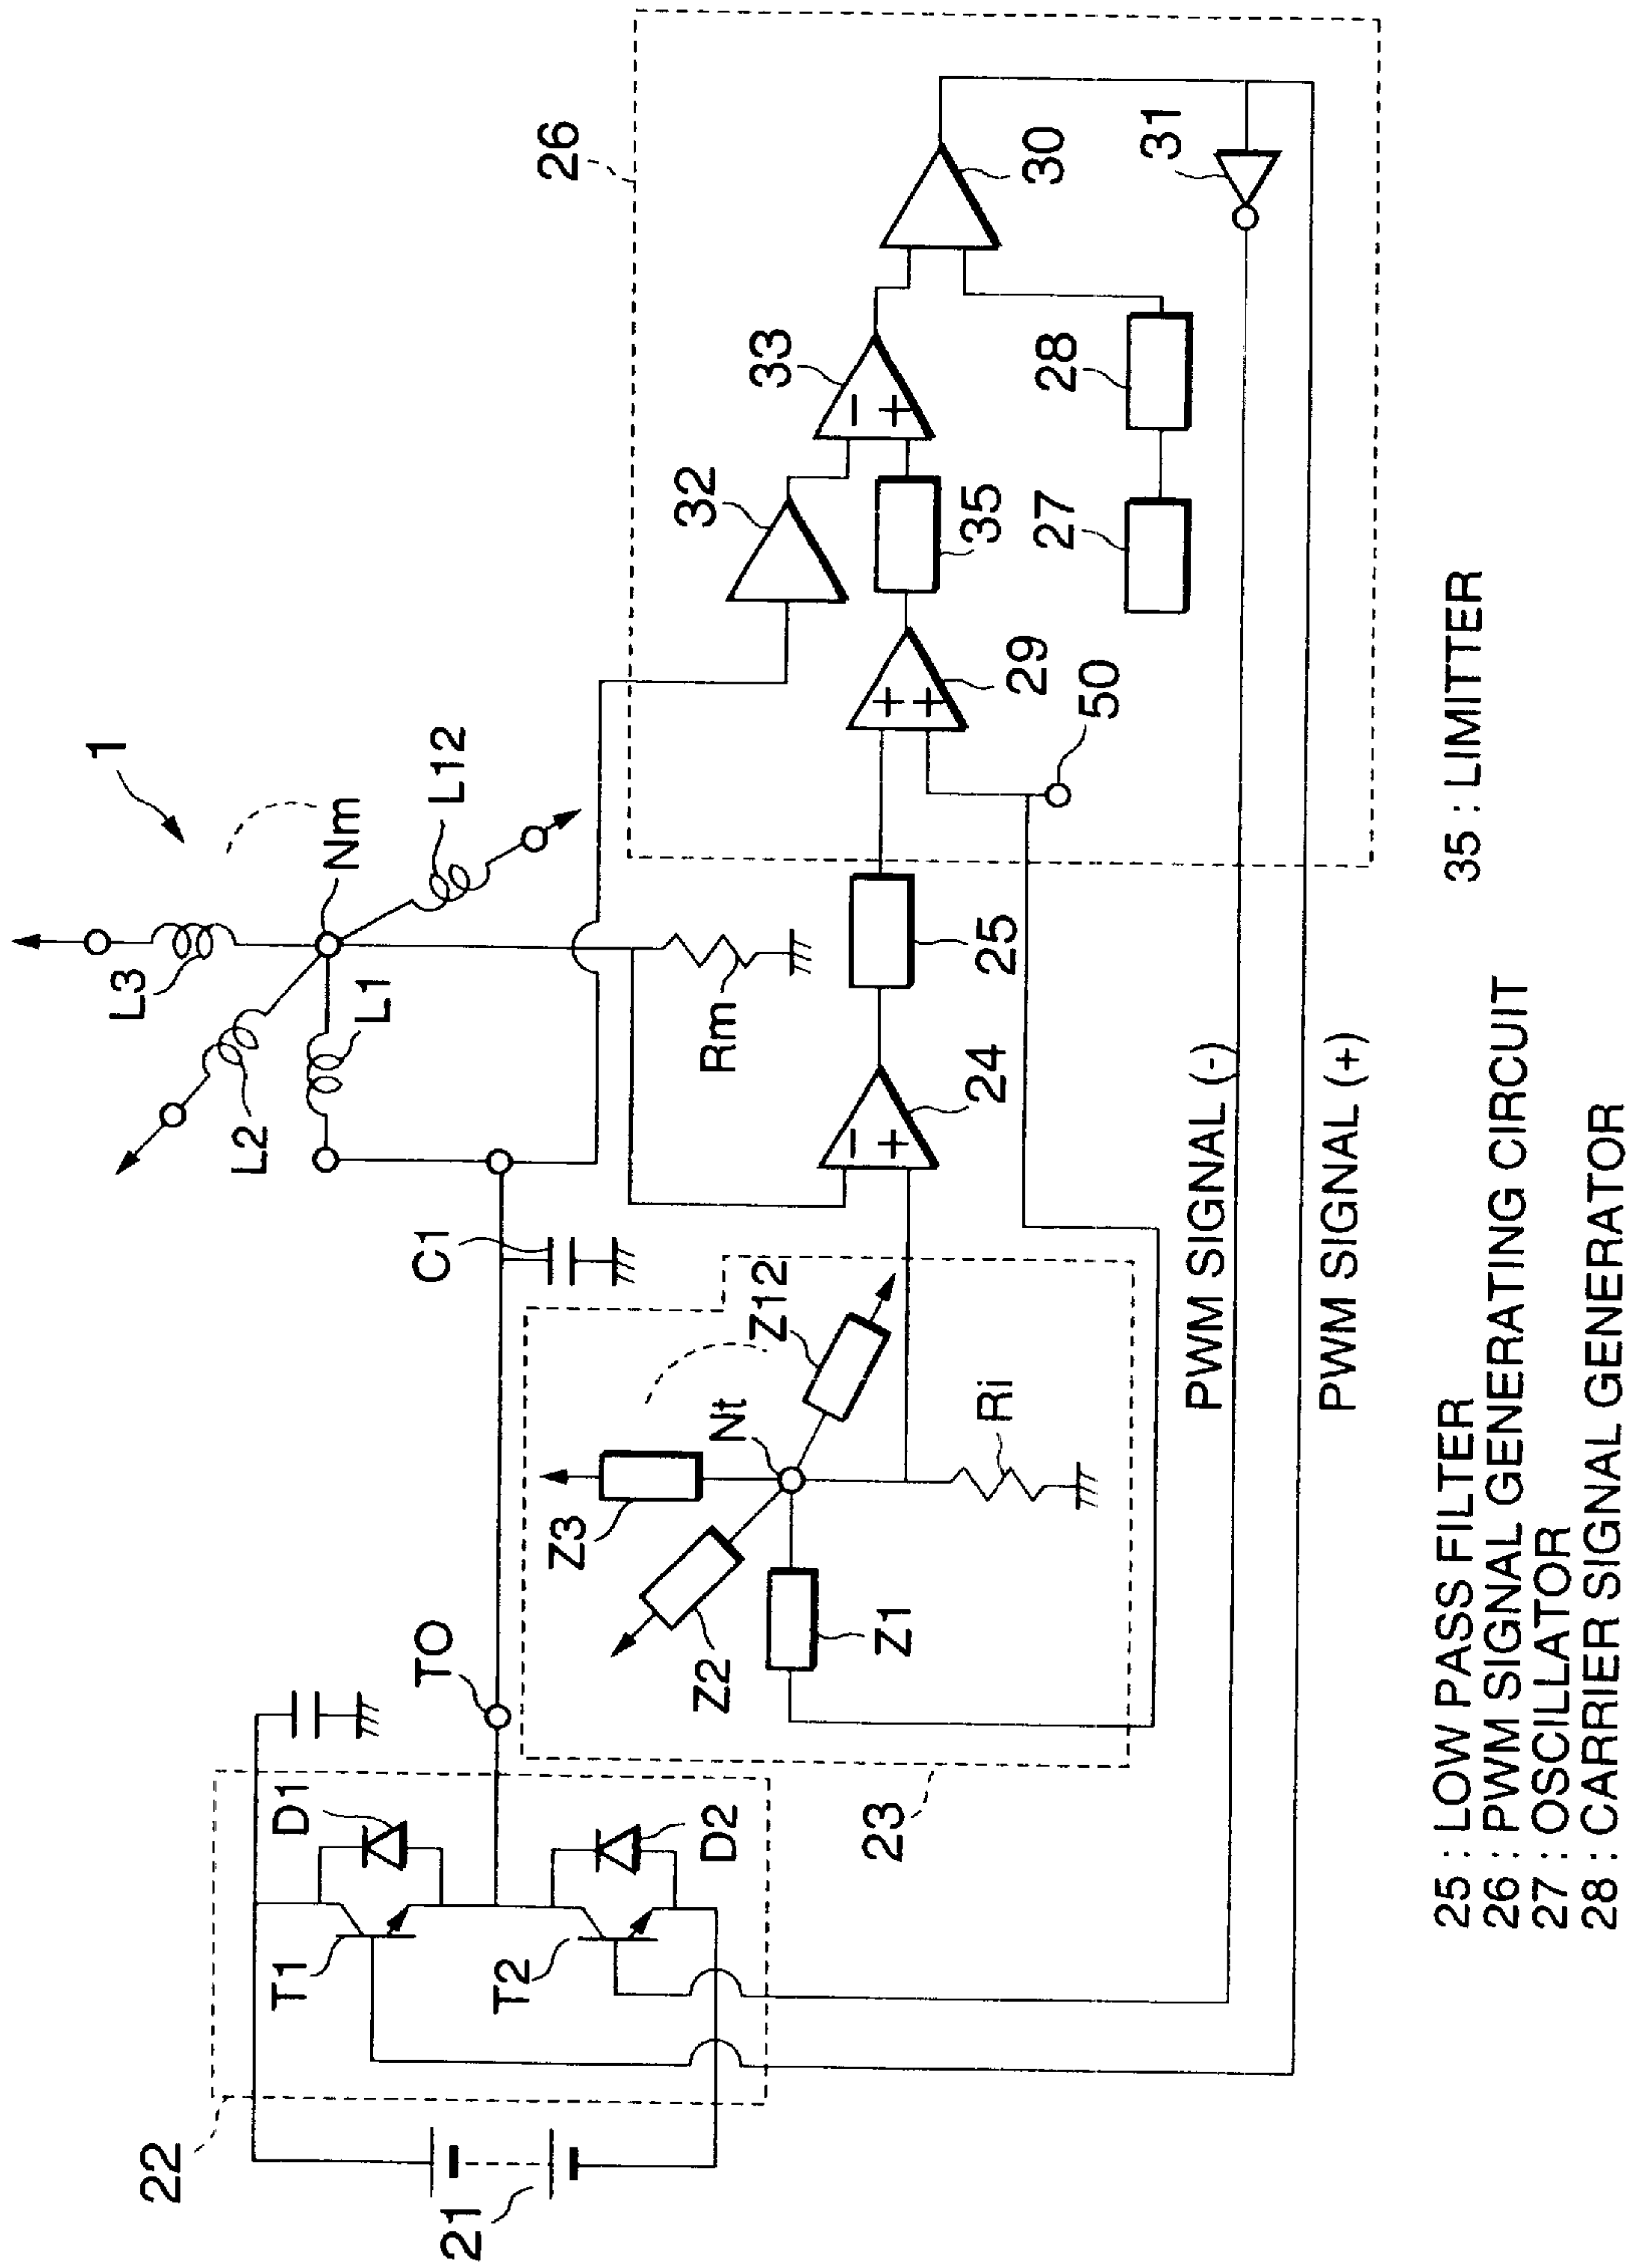 1
L3
Nm
L12
L2
L1
Rm
C1
TO
22
21
T1
D1
T2
D2
23
Z3
Z2
Z1
Z12
Nt
Ri
24
25
26
32
33
30
31
29
35
50
27
28
- +
+ +
- +
PWM SIGNAL (-)
PWM SIGNAL (+)
25 : LOW PASS FILTER
26 : PWM SIGNAL GENERATING CIRCUIT
27 : OSCILLATOR
28 : CARRIER SIGNAL GENERATOR
35 : LIMITTER